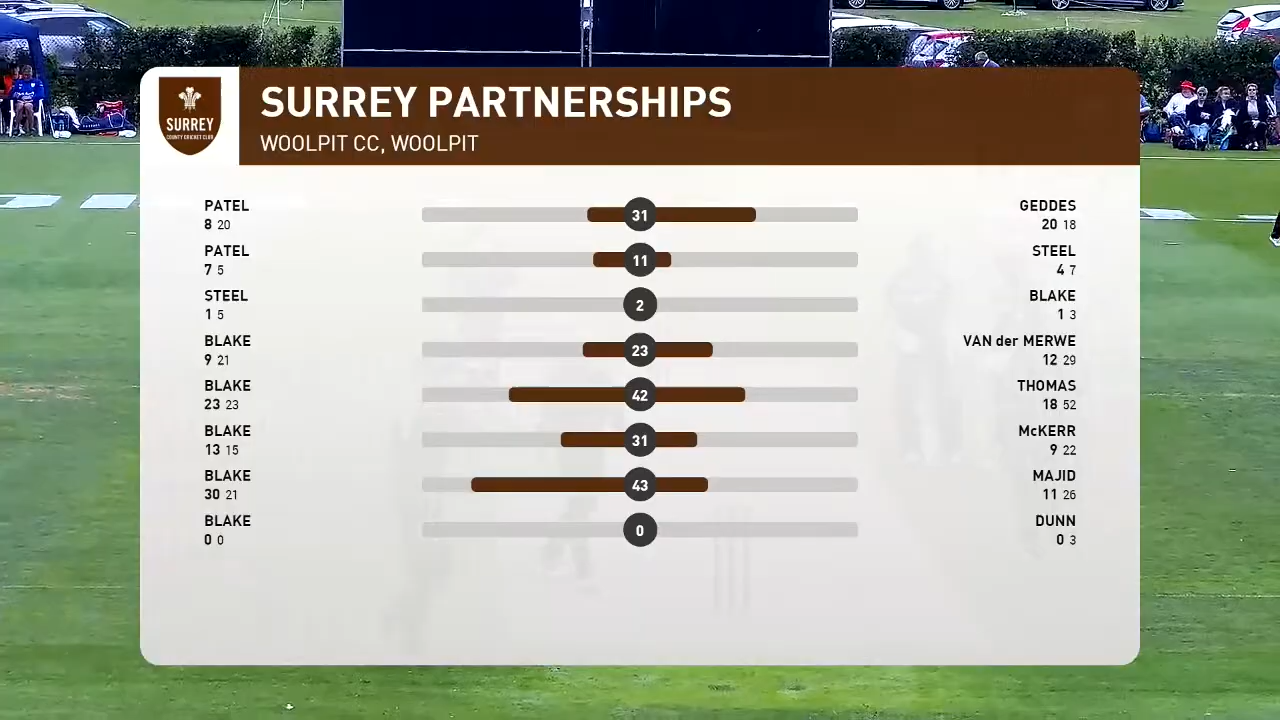 SURREY
COUNTY CRICKET CLUB
SURREY PARTNERSHIPS
WOOLPIT CC, WOOLPIT
PATEL 31 GEDDES
8 20 20 18
PATEL 11 STEEL
7 5 4 7
STEEL 2 BLAKE
1 5 1 3
BLAKE 23 VAN der MERWE
9 21 12 29
BLAKE 42 THOMAS
23 23 18 52
BLAKE 31 McKERR
13 15 9 22
BLAKE 43 MAJID
30 21 11 26
BLAKE 0 DUNN
0 0 0 3